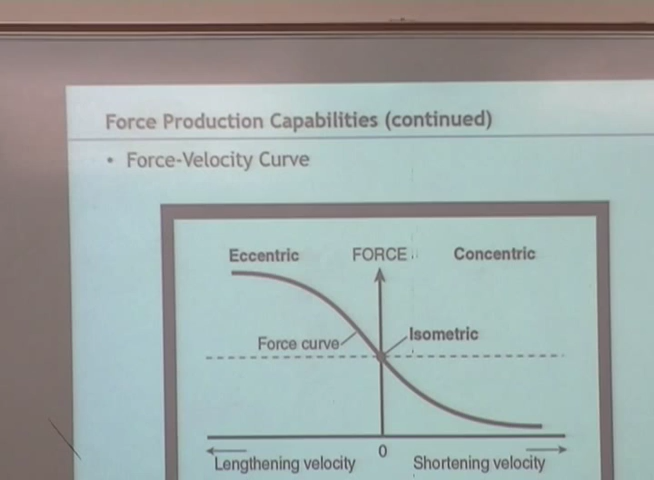 Force Production Capabilities (continued)
• Force-Velocity Curve
Eccentric
FORCE
Concentric
Force curve
Isometric
0
Lengthening velocity
Shortening velocity